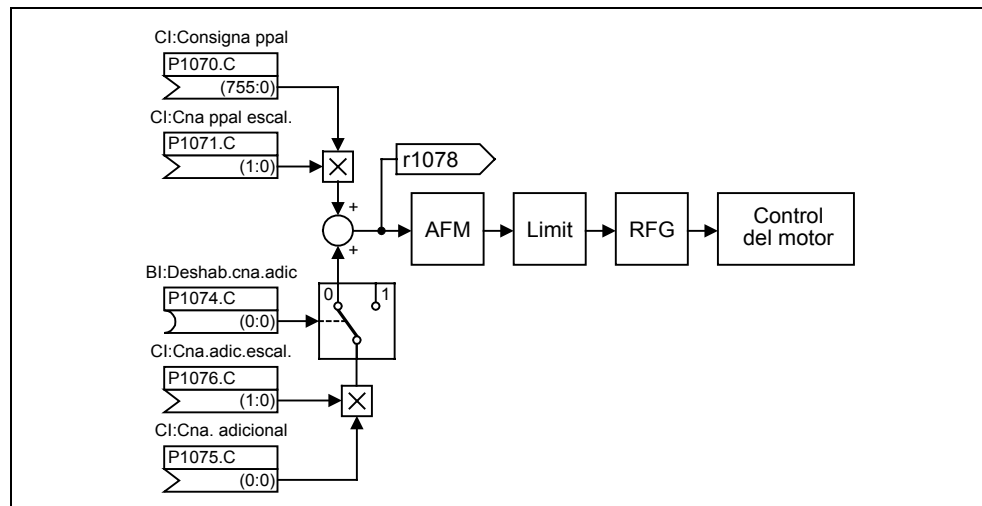 CI:Consigna ppal
P1070.C
(755:0)
CI:Cna ppal escal.
P1071.C
(1:0)
r1078
+
+
AFM
Limit
RFG
Control
del motor
BI:Deshab.cna.adic
P1074.C
(0:0)
0 1
CI:Cna.adic.escal.
P1076.C
(1:0)
CI:Cna. adicional
P1075.C
(0:0)